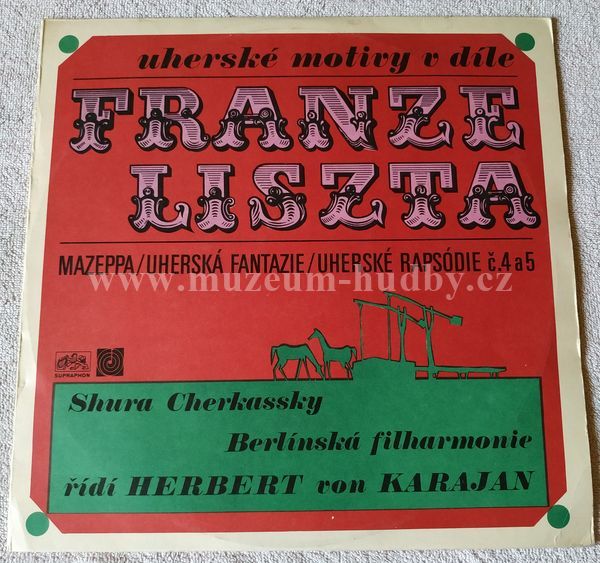 uherské motivy v díle
FRANZE
LISZTA
MAZEPPA/UHERSKÁ FANTAZIE/UHERSKÉ RAPSÓDIE č.4 a 5
www.muzeum-hudby.cz
SUPRAPHON
Shura Cherkassky
Berlínská filharmonie
řídí HERBERT von KARAJAN